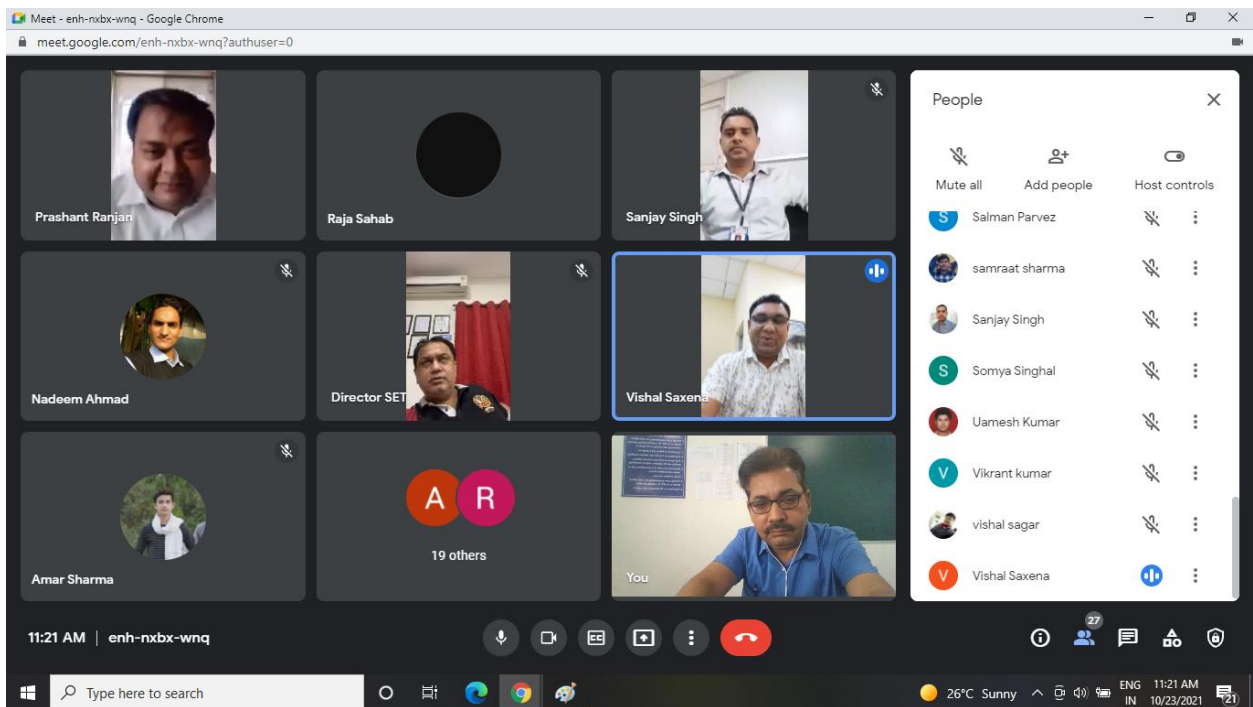 Meet - enh-nxbx-wnq - Google Chrome
meet.google.com/enh-nxbx-wnq?authuser=0
Prashant Ranjan
Raja Sahab
Sanjay Singh
Nadeem Ahmad
Director SET
Vishal Saxena
Amar Sharma
A R
19 others
You
People
Mute all Add people Host controls
S Salman Parvez
samraat sharma
Sanjay Singh
S Somya Singhal
Uamesh Kumar
V Vikrant kumar
vishal sagar
V Vishal Saxena
11:21 AM | enh-nxbx-wnq
CC
27
Type here to search
26°C Sunny
ENG
IN
11:21 AM
10/23/2021
21